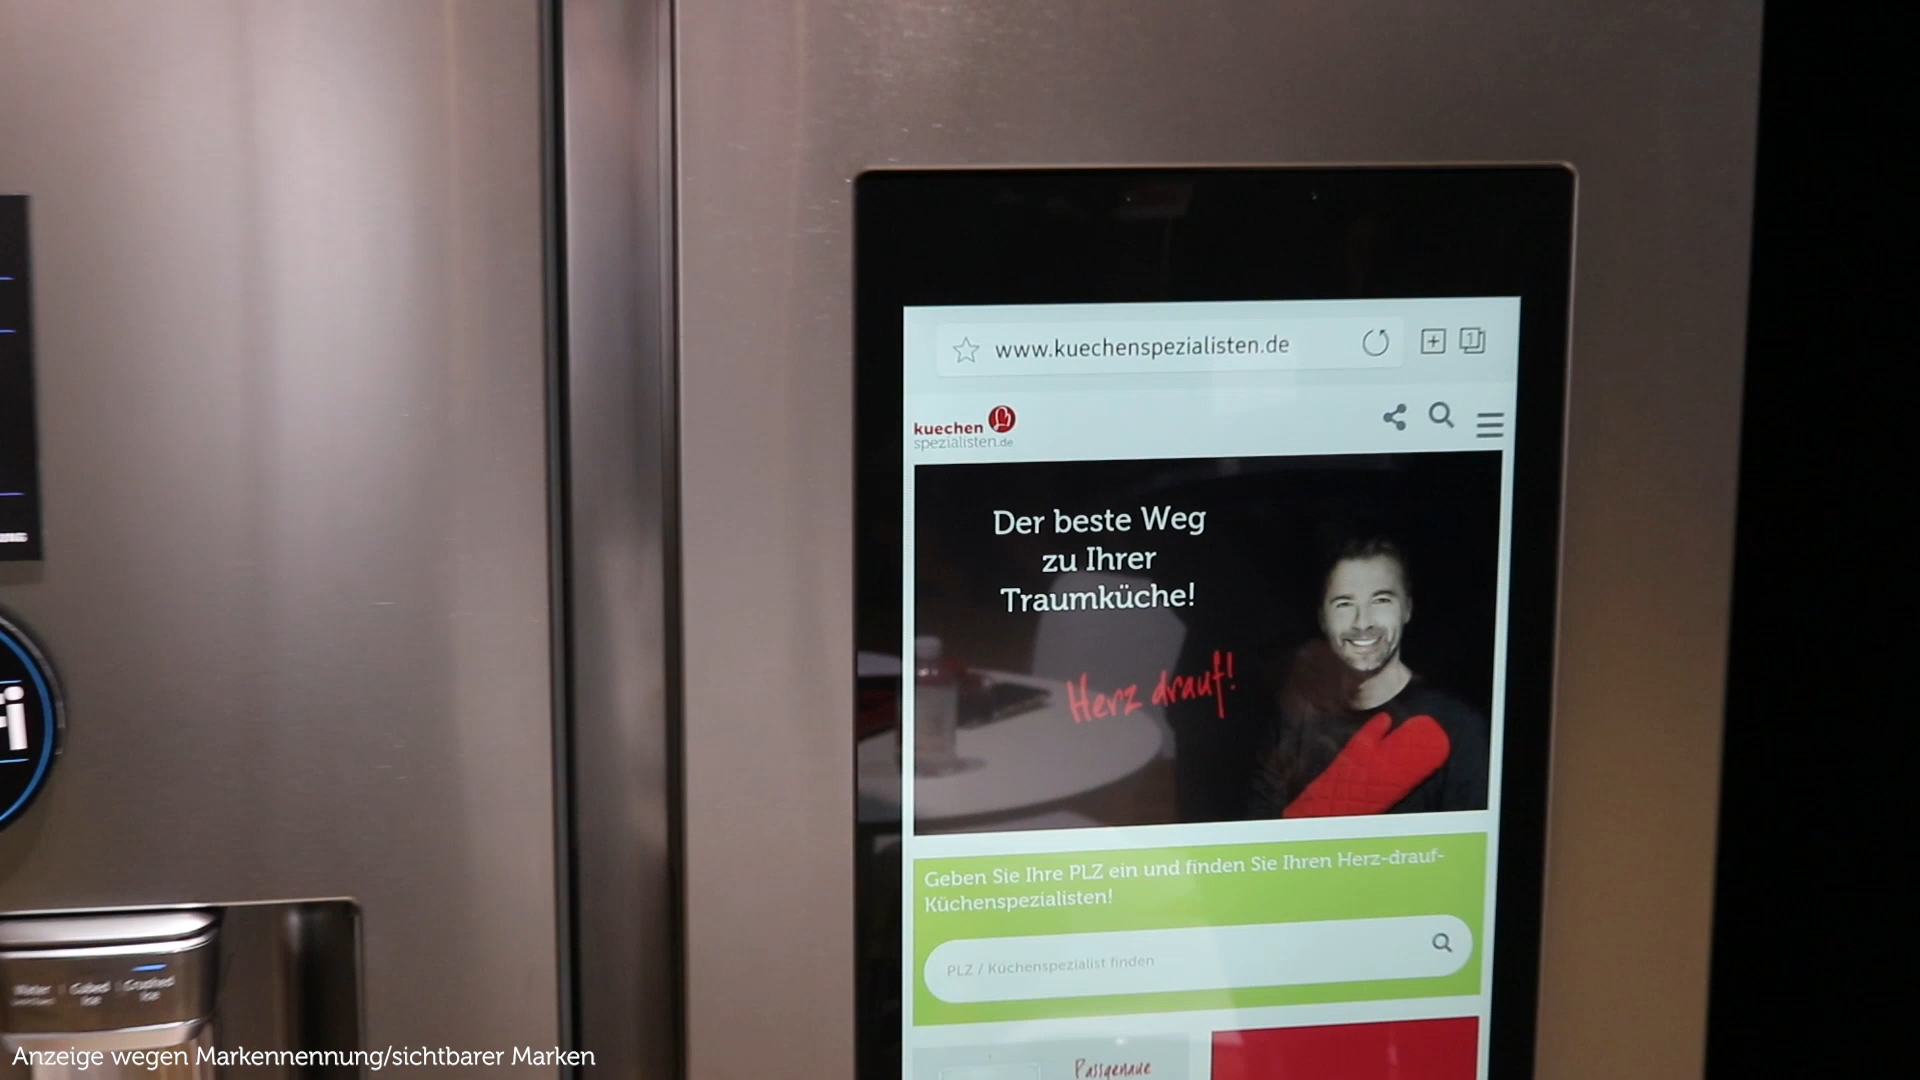 www.kuechenspezialisten.de
1
kuechen
spezialisten.de
Der beste Weg
zu Ihrer
Traumküche!
Herz drauf!
Geben Sie Ihre PLZ ein und finden Sie Ihren Herz-drauf-
Küchenspezialisten!
PLZ / Küchenspezialist finden
Passgenaue
Water
Cubed
Ice
Crushed
Ice
Anzeige wegen Markennennung/sichtbarer Marken